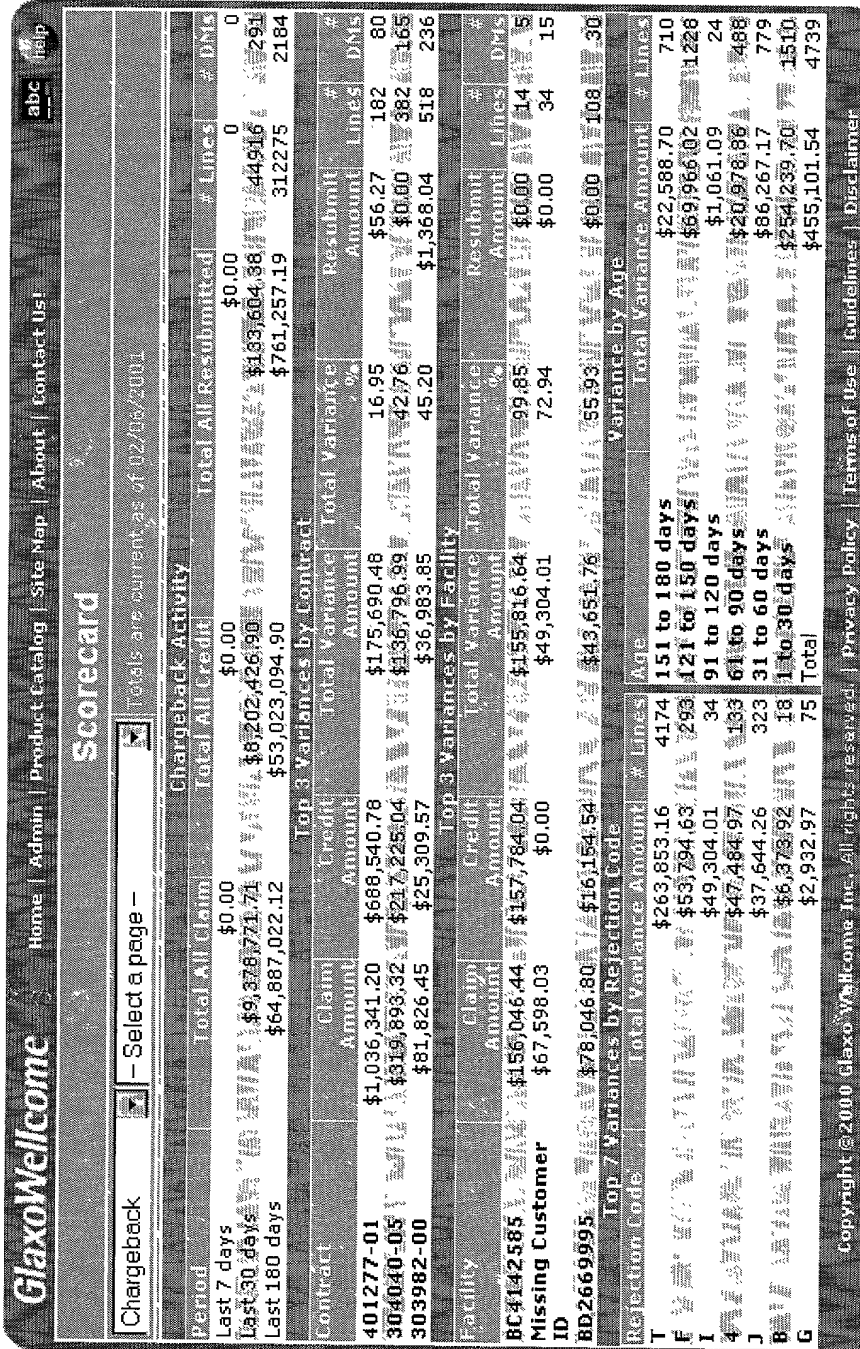 GlaxoWellcome
Home | Admin | Product Catalog | Site Map | About | Contact Us!
abc
help
Scorecard
Chargeback
– Select a page –
Totals are current as of 02/06/2001
Chargeback Activity
Period Total All Claim Total All Credit Total All Resubmitted # Lines # DMs
Last 7 days $0.00 $0.00 $0.00 0 0
Last 30 days $9,378,771.71 $8,202,426.90 $133,604.38 44,916 291
Last 180 days $64,887,022.12 $53,023,094.90 $761,257.19 312275 2184
Top 3 Variances by Contract
Contract Claim Amount Credit Amount Total Variance Amount Total Variance % Resubmit Amount # Lines # DMs
401277-01 $1,036,341.20 $688,540.78 $175,690.48 16.95 $56.27 182 80
304040-05 $319,893.32 $217,225.04 $136,796.99 42.76 $0.00 382 165
303982-00 $81,826.45 $25,309.57 $36,983.85 45.20 $1,368.04 518 236
Top 3 Variances by Facility
Facility Claim Amount Credit Amount Total Variance Amount Total Variance % Resubmit Amount # Lines # DMs
BC4142585 $156,046.44 $157,784.04 $155,816.64 99.85 $0.00 14 5
Missing Customer ID $67,598.03 $0.00 $49,304.01 72.94 $0.00 34 15
BD2669995 $78,046.80 $16,154.54 $43,651.76 55.93 $0.00 108 30
Top 7 Variances by Rejection Code
Rejection Code Total Variance Amount # Lines
T $263,853.16 4174
F $53,794.63 293
I $49,304.01 34
4 $47,484.97 133
J $37,644.26 323
B $6,373.92 18
G $2,932.97 75
Variance by Age
Age Total Variance Amount # Lines
151 to 180 days $22,588.70 710
121 to 150 days $69,966.02 1228
91 to 120 days $1,061.09 24
61 to 90 days $20,978.86 488
31 to 60 days $86,267.17 779
1 to 30 days $254,239.70 1510
Total $455,101.54 4739
Copyright ©2000 Glaxo Wellcome Inc. All rights reserved. | Privacy Policy | Terms of Use | Guidelines | Disclaimer